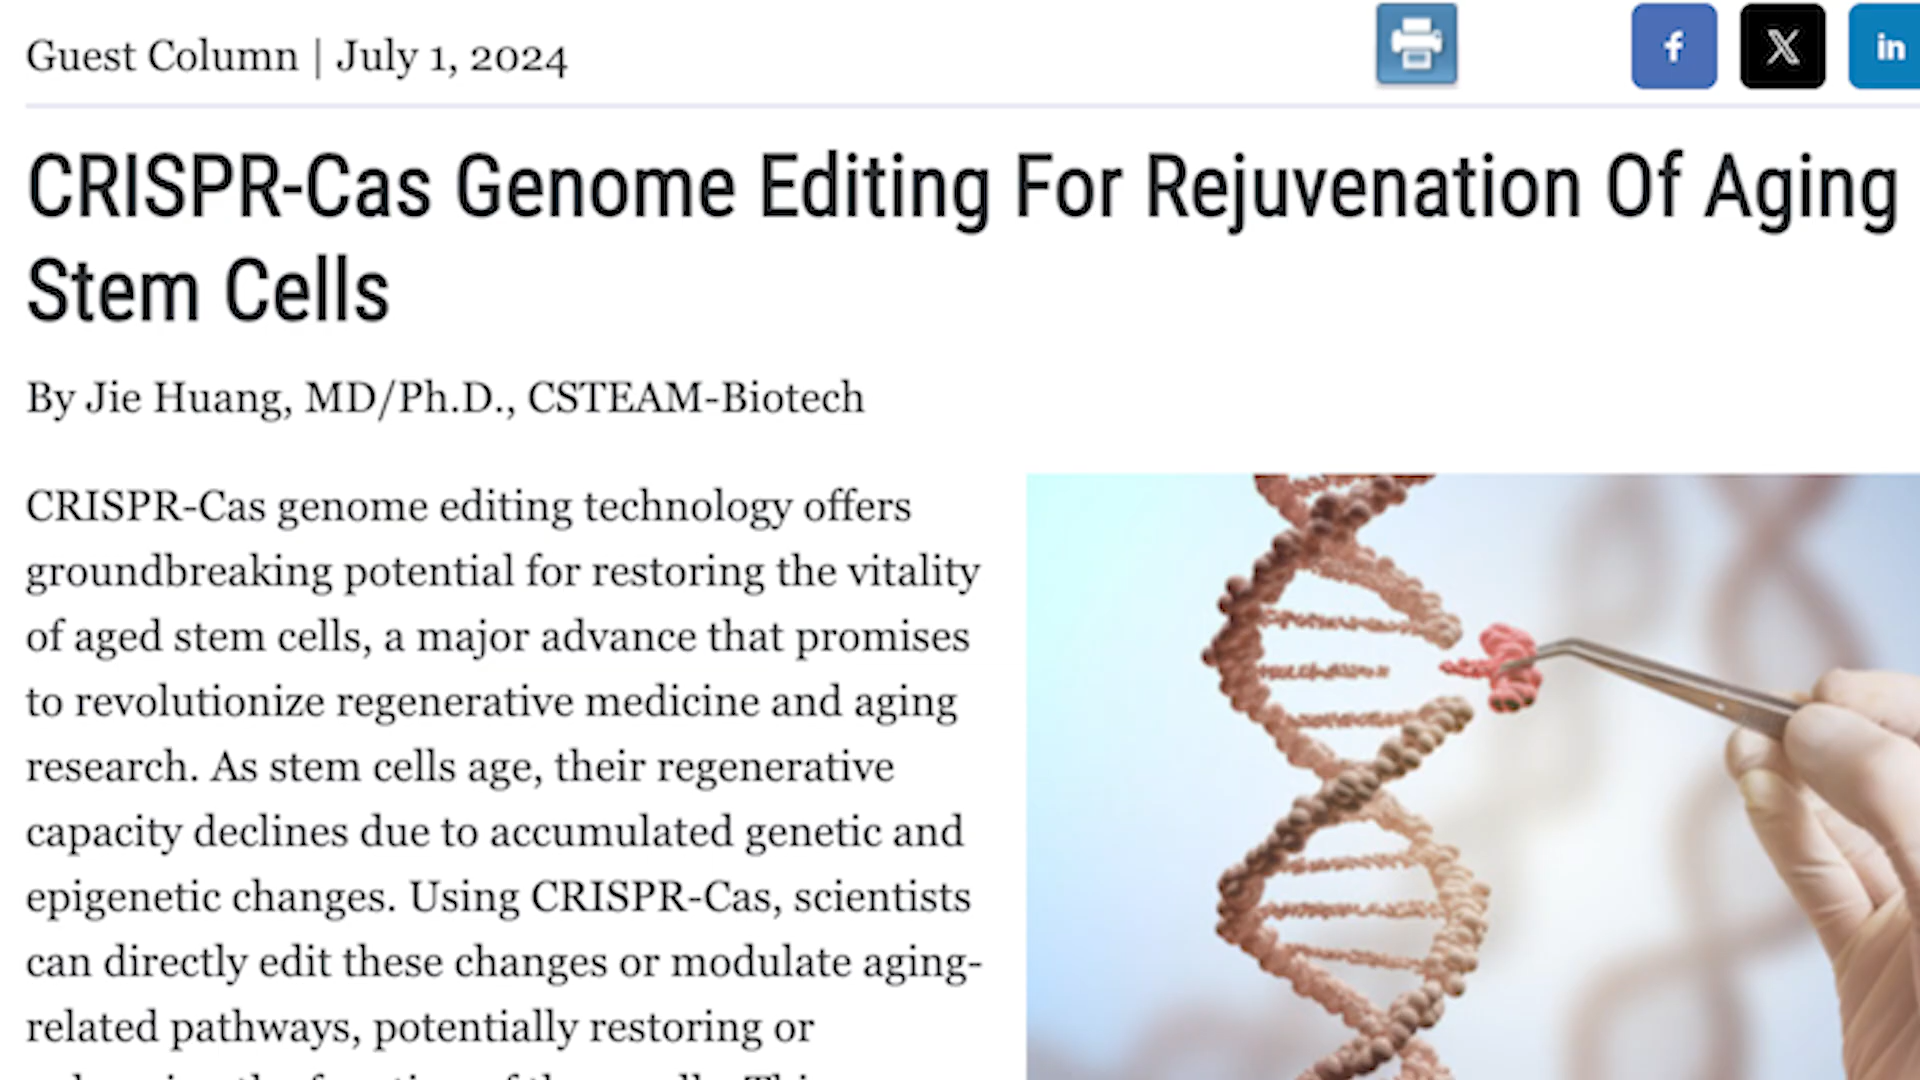 Guest Column | July 1, 2024
f
X
in
CRISPR-Cas Genome Editing For Rejuvenation Of Aging
Stem Cells
By Jie Huang, MD/Ph.D., CSTEAM-Biotech
CRISPR-Cas genome editing technology offers
groundbreaking potential for restoring the vitality
of aged stem cells, a major advance that promises
to revolutionize regenerative medicine and aging
research. As stem cells age, their regenerative
capacity declines due to accumulated genetic and
epigenetic changes. Using CRISPR-Cas, scientists
can directly edit these changes or modulate aging-
related pathways, potentially restoring or